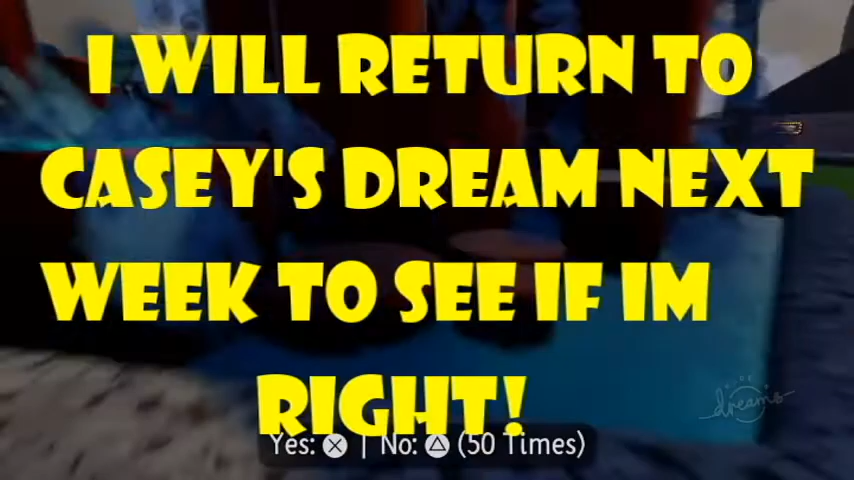 I WILL RETURN TO
CASEY'S DREAM NEXT
WEEK TO SEE IF IM
RIGHT!
Yes: ⓧ | No: △ (50 Times)
dreams